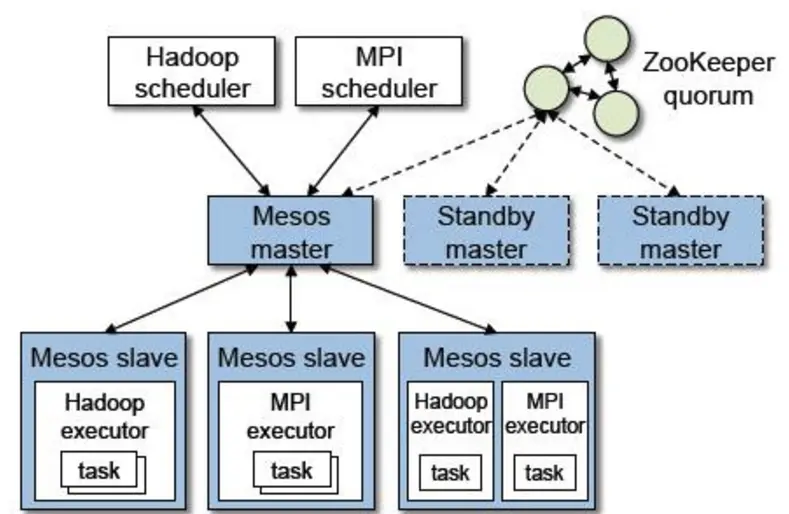 Hadoop
scheduler
MPI
scheduler
ZooKeeper
quorum
Mesos
master
Standby
master
Standby
master
Mesos slave
Hadoop
executor
task
Mesos slave
MPI
executor
task
Mesos slave
Hadoop
executor
task
MPI
executor
task